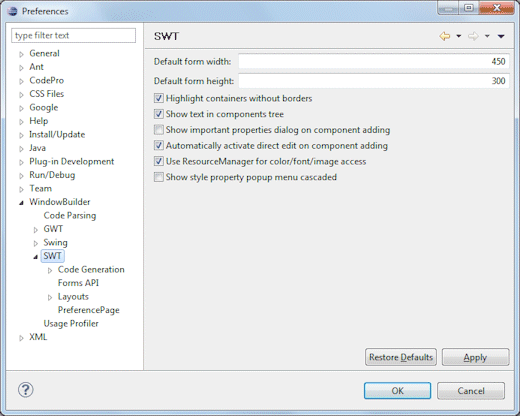 Preferences
type filter text
General
Ant
CodePro
CSS Files
Google
Help
Install/Update
Java
Plug-in Development
Run/Debug
Team
WindowBuilder
Code Parsing
GWT
Swing
SWT
Code Generation
Forms API
Layouts
PreferencePage
Usage Profiler
XML
SWT
Default form width: 450
Default form height: 300
Highlight containers without borders
Show text in components tree
Show important properties dialog on component adding
Automatically activate direct edit on component adding
Use ResourceManager for color/font/image access
Show style property popup menu cascaded
Restore Defaults Apply
? OK Cancel